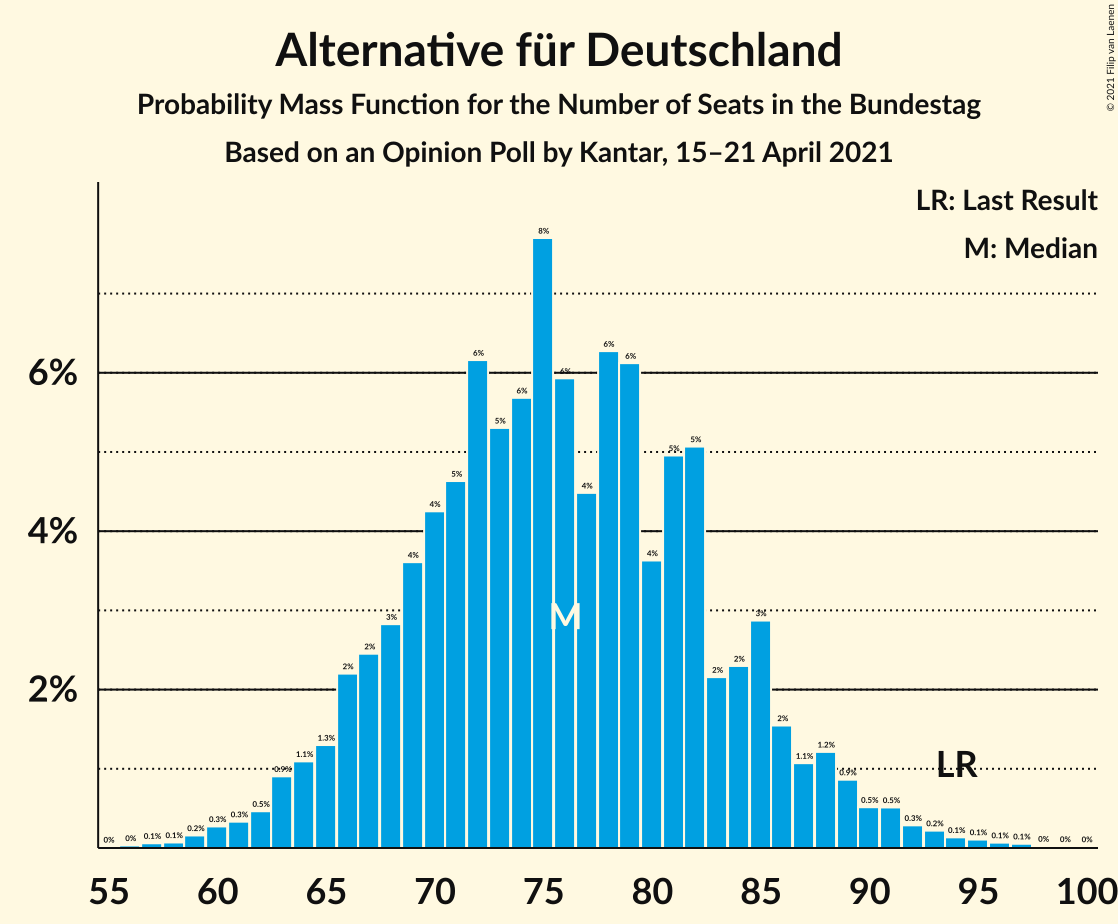 © 2021 Filip van Laenen
Alternative für Deutschland
Probability Mass Function for the Number of Seats in the Bundestag
Based on an Opinion Poll by Kantar, 15–21 April 2021
LR: Last Result
M: Median
8%
6% 6% 6%
6%
6%
6%
5%
5% 5%
5%
4%
4%
4%
4% 4%
3%
3%
M
2%
2%
2% 2%
2%
2%
1.3%
1.1% 1.1% 1.2%
LR
0.9% 0.9%
0.5% 0.5% 0.5%
0% 0% 0.1% 0.1% 0.2% 0.3% 0.3% 0.3% 0.2% 0.1% 0.1% 0.1% 0.1% 0% 0% 0%
55 60 65 70 75 80 85 90 95 100